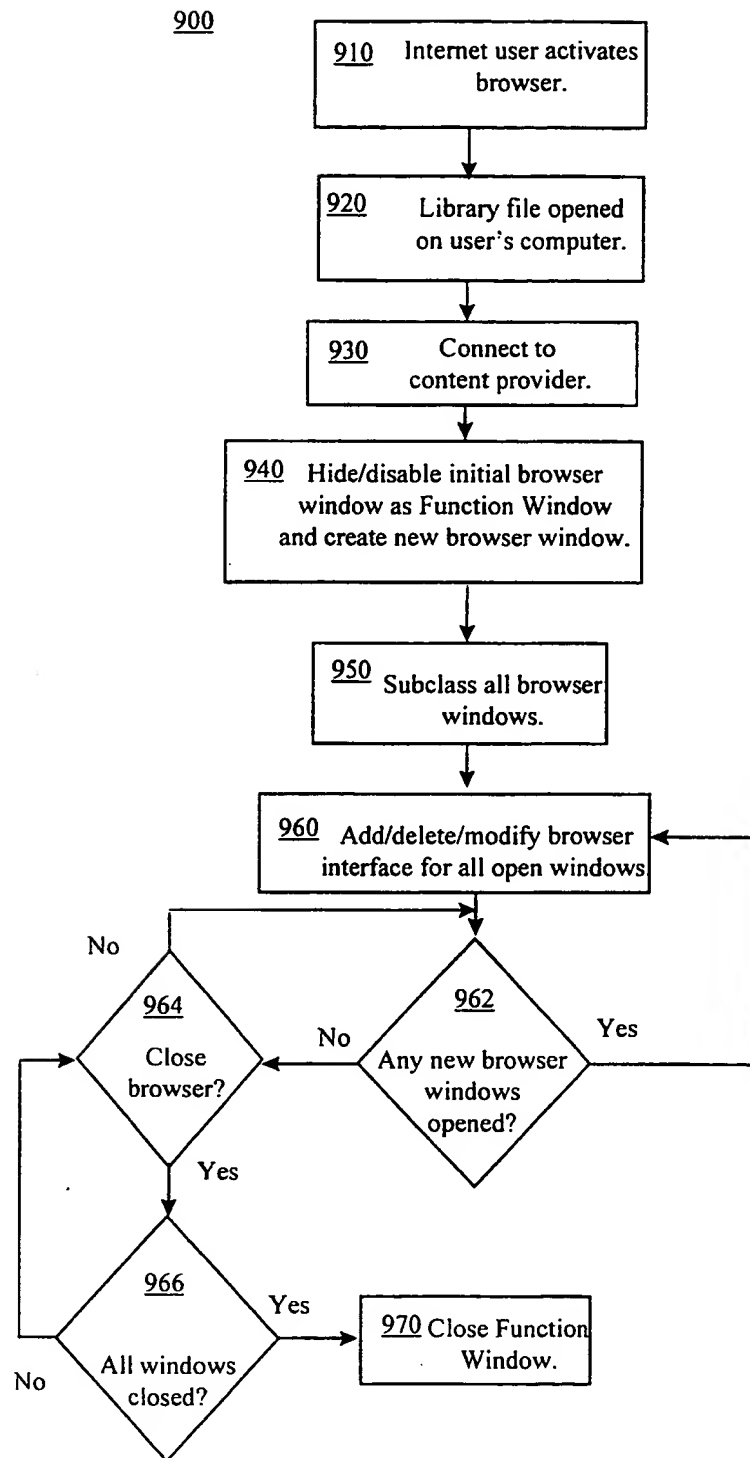 900
910 Internet user activates
browser.
920 Library file opened
on user's computer.
930 Connect to
content provider.
940 Hide/disable initial browser
window as Function Window
and create new browser window.
950 Subclass all browser
windows.
960 Add/delete/modify browser
interface for all open windows.
No
964
Close
browser?
No
962
Any new browser
windows
opened?
Yes
Yes
966
All windows
closed?
No
Yes
970 Close Function
Window.